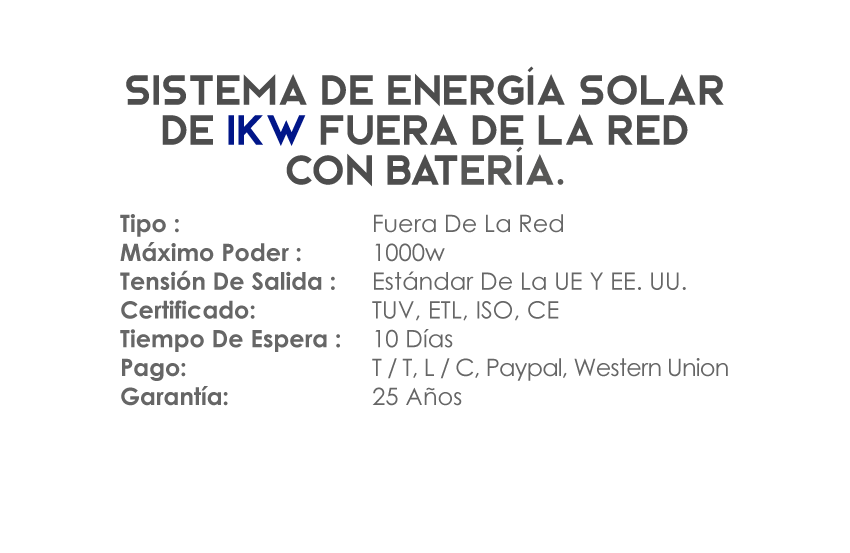 SISTEMA DE ENERGÍA SOLAR
DE 1KW FUERA DE LA RED
CON BATERÍA.
Tipo : Fuera De La Red
Máximo Poder : 1000w
Tensión De Salida : Estándar De La UE Y EE. UU.
Certificado: TUV, ETL, ISO, CE
Tiempo De Espera : 10 Días
Pago: T / T, L / C, Paypal, Western Union
Garantía: 25 Años